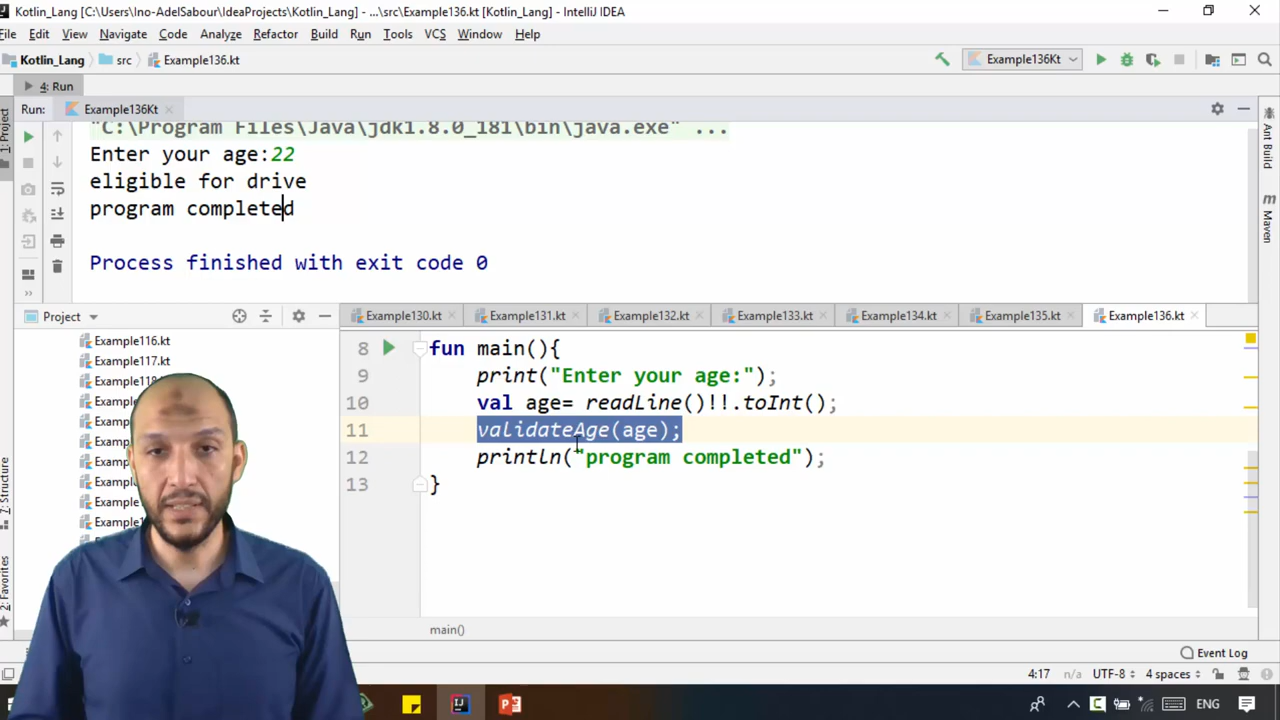 Kotlin_Lang [C:\Users\Ino-AdelSabour\IdeaProjects\Kotlin_Lang] - ...\src\Example136.kt [Kotlin_Lang] - IntelliJ IDEA
File Edit View Navigate Code Analyze Refactor Build Run Tools VCS Window Help
Kotlin_Lang src Example136.kt Example136Kt
4: Run
Run: Example136Kt
"C:\Program Files\Java\jdk1.8.0_181\bin\java.exe" ...
Enter your age:22
eligible for drive
program completed
Process finished with exit code 0
1: Project
Ant Build
Maven
Project
Example130.kt Example131.kt Example132.kt Example133.kt Example134.kt Example135.kt Example136.kt
Example116.kt
Example117.kt
Example118
8 fun main(){
9 print("Enter your age:");
10 val age= readLine()!!.toInt();
11 validateAge(age);
12 println("program completed");
13 }
7: Structure
2: Favorites
main()
Event Log
4:17 n/a UTF-8 4 spaces
ENG